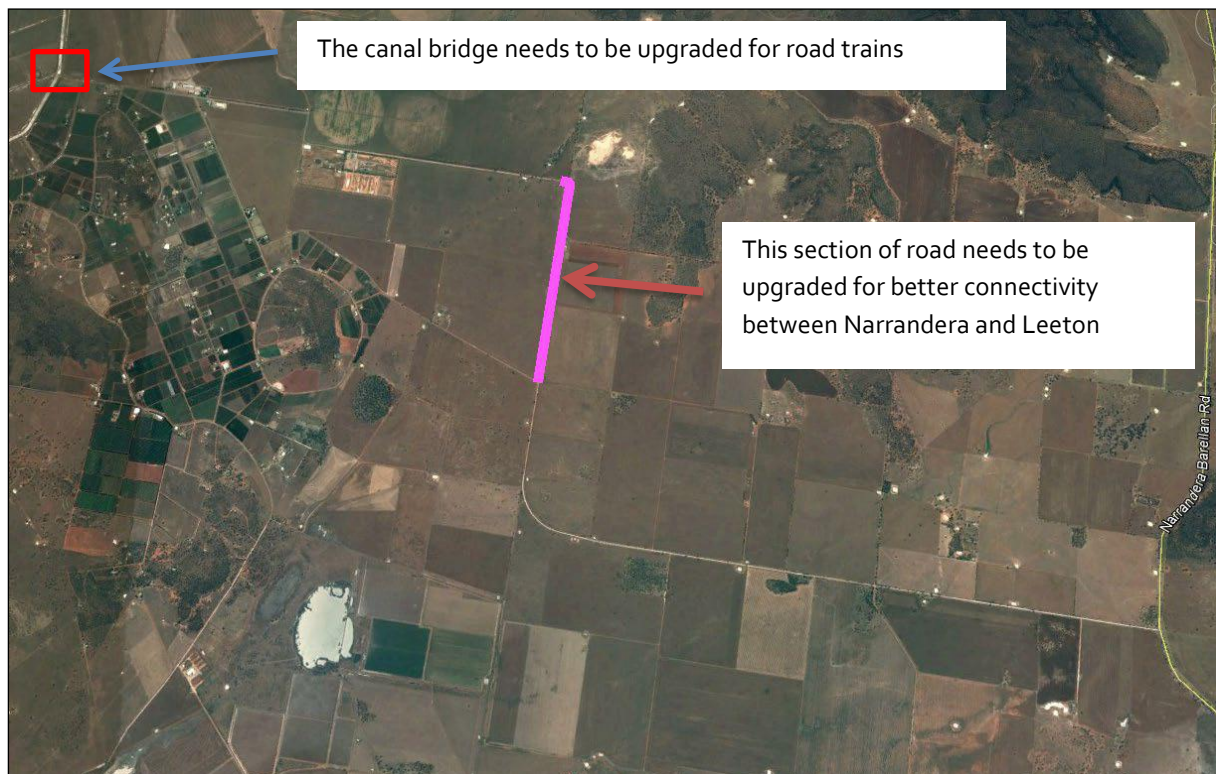 The canal bridge needs to be upgraded for road trains
This section of road needs to be
upgraded for better connectivity
between Narrandera and Leeton
Narrandera Barellan Rd